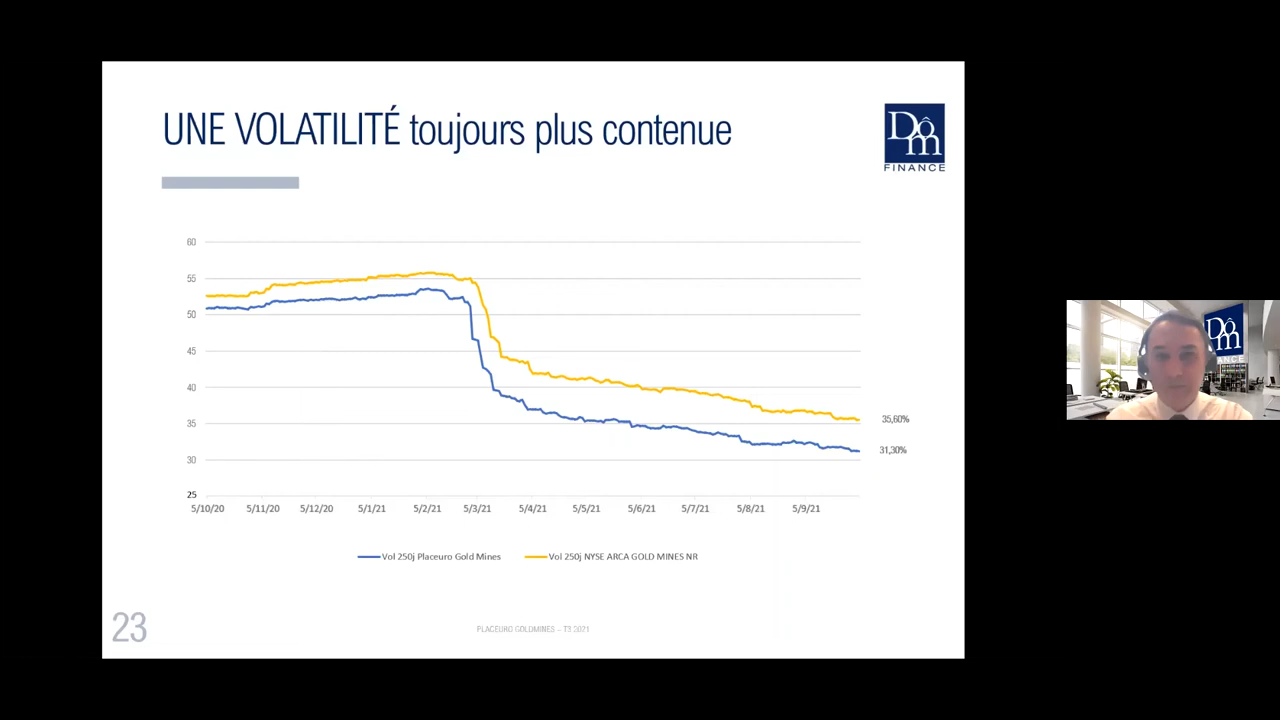 UNE VOLATILITÉ toujours plus contenue
Dôm
FINANCE
60
55
50
45
40
35
30
25
35,60%
31,30%
5/10/20 5/11/20 5/12/20 5/1/21 5/2/21 5/3/21 5/4/21 5/5/21 5/6/21 5/7/21 5/8/21 5/9/21
Vol 250j Placeuro Gold Mines Vol 250j NYSE ARCA GOLD MINES NR
23
PLACEURO GOLDMINES – T3 2021
Dôm